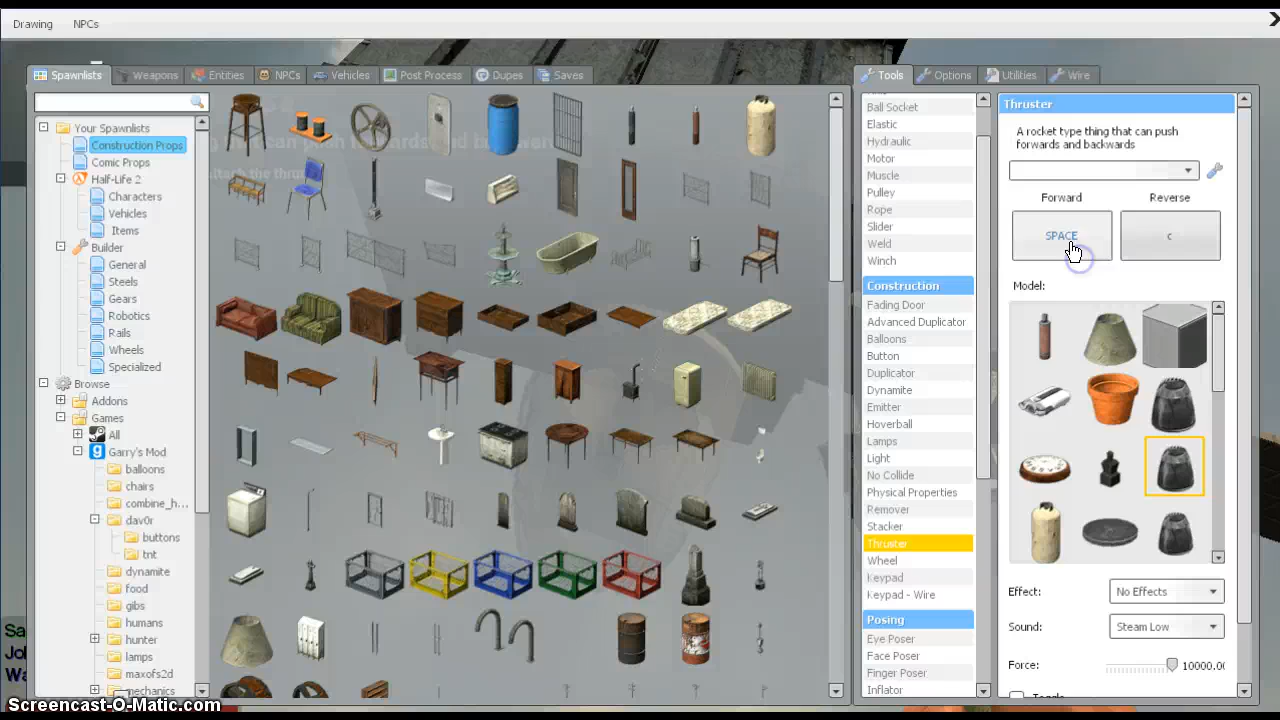 Drawing NPCs
Spawnlists Weapons Entities NPCs Vehicles Post Process Dupes Saves
Tools Options Utilities Wire
Your Spawnlists
Construction Props
Comic Props
Half-Life 2
Characters
Vehicles
Items
Builder
General
Steels
Gears
Robotics
Rails
Wheels
Specialized
Browse
Addons
Games
All
Garry's Mod
balloons
chairs
combine_h...
dav0r
buttons
tnt
dynamite
food
gibs
humans
hunter
lamps
maxofs2d
mechanics
Ball Socket
Elastic
Hydraulic
Motor
Muscle
Pulley
Rope
Slider
Weld
Winch
Construction
Fading Door
Advanced Duplicator
Balloons
Button
Duplicator
Dynamite
Emitter
Hoverball
Lamps
Light
No Collide
Physical Properties
Remover
Stacker
Thruster
Wheel
Keypad
Keypad - Wire
Posing
Eye Poser
Face Poser
Finger Poser
Inflator
Thruster
A rocket type thing that can push
forwards and backwards
Forward Reverse
SPACE c
Model:
Effect: No Effects
Sound: Steam Low
Force: 10000.0
Toggle
Screencast-O-Matic.com